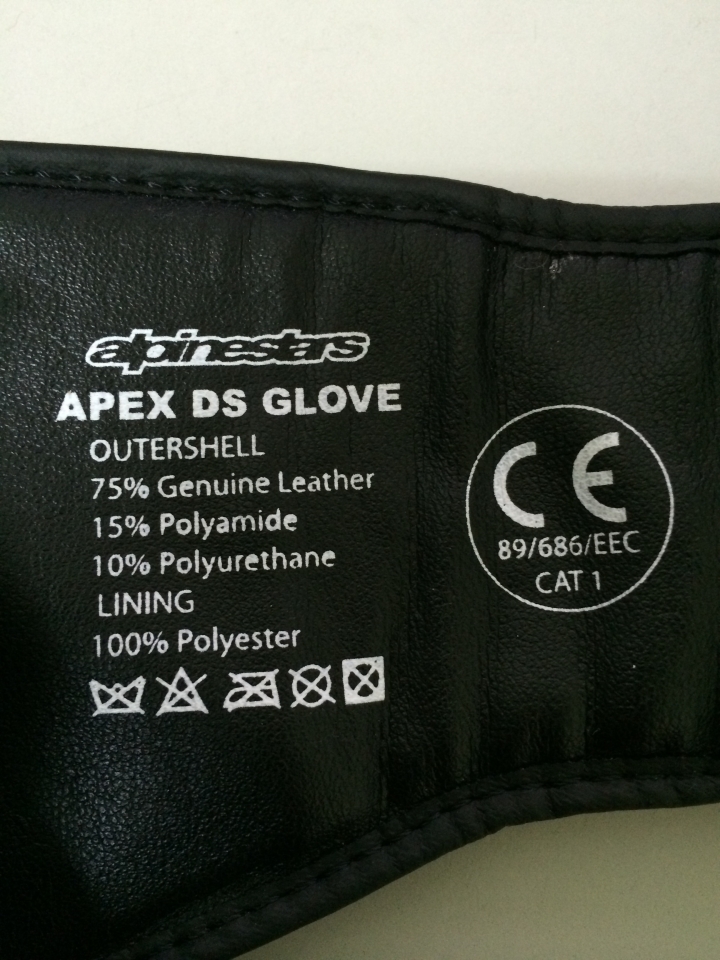 alpinestars
APEX DS GLOVE
OUTERSHELL
75% Genuine Leather
15% Polyamide
10% Polyurethane
LINING
100% Polyester
CE
89/686/EEC
CAT 1